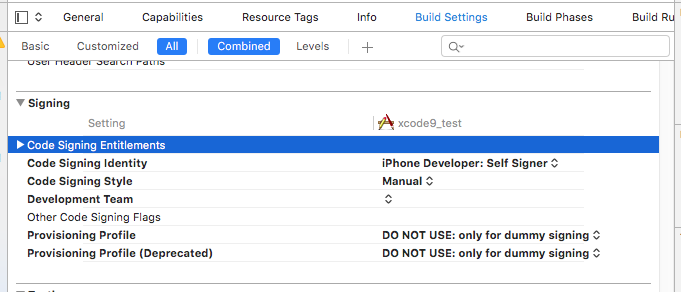 General Capabilities Resource Tags Info Build Settings Build Phases Build Ru
Basic Customized All Combined Levels +
User Header Search Paths
Signing
Setting xcode9_test
Code Signing Entitlements
Code Signing Identity iPhone Developer: Self Signer
Code Signing Style Manual
Development Team
Other Code Signing Flags
Provisioning Profile DO NOT USE: only for dummy signing
Provisioning Profile (Deprecated) DO NOT USE: only for dummy signing